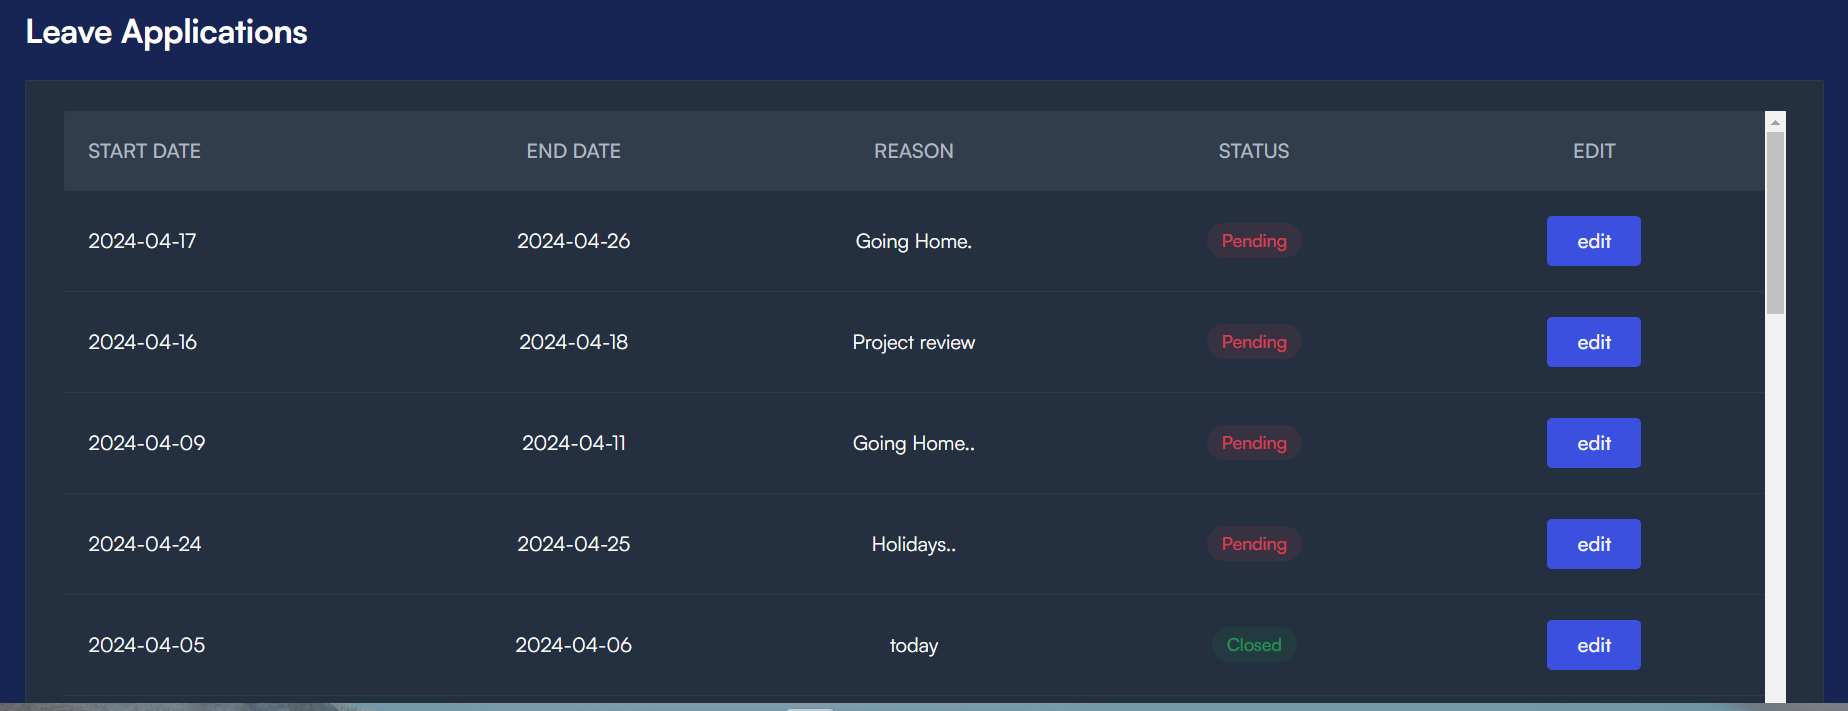 Leave Applications
START DATE END DATE REASON STATUS EDIT
2024-04-17 2024-04-26 Going Home. Pending edit
2024-04-16 2024-04-18 Project review Pending edit
2024-04-09 2024-04-11 Going Home.. Pending edit
2024-04-24 2024-04-25 Holidays.. Pending edit
2024-04-05 2024-04-06 today Closed edit